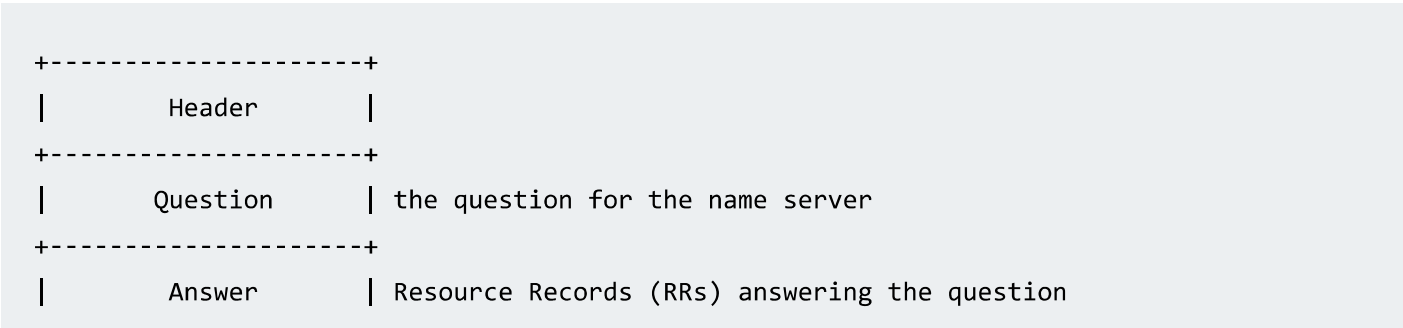 +---------------------+
|        Header       |
+---------------------+
|       Question      | the question for the name server
+---------------------+
|        Answer       | Resource Records (RRs) answering the question